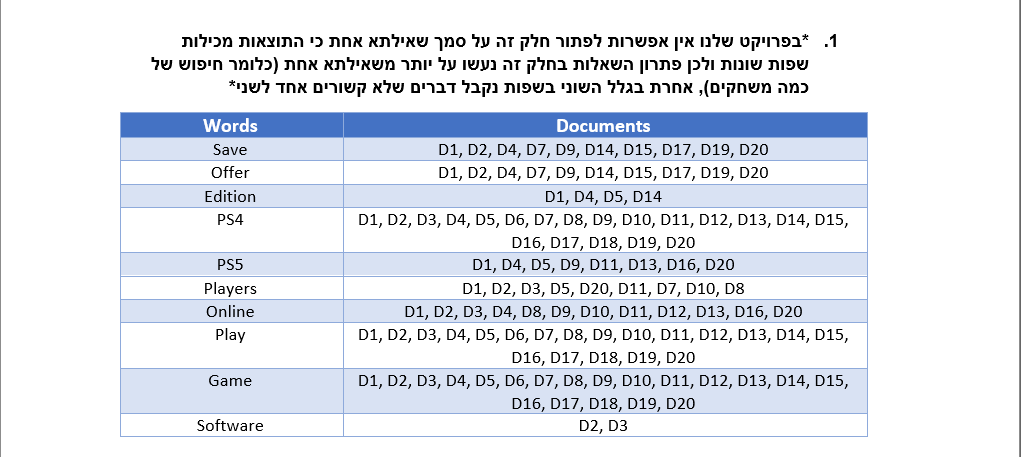 1. *בפרויקט שלנו אין אפשרות לפתור חלק זה על סמך שאילתא אחת כי התוצאות מכילות
שפות שונות ולכן פתרון השאלות בחלק זה נעשו על יותר משאילתא אחת (כלומר חיפוש של
כמה משחקים), אחרת בגלל השוני בשפות נקבל דברים שלא קשורים אחד לשני*
Words Documents
Save D1, D2, D4, D7, D9, D14, D15, D17, D19, D20
Offer D1, D2, D4, D7, D9, D14, D15, D17, D19, D20
Edition D1, D4, D5, D14
PS4 D1, D2, D3, D4, D5, D6, D7, D8, D9, D10, D11, D12, D13, D14, D15,
D16, D17, D18, D19, D20
PS5 D1, D4, D5, D9, D11, D13, D16, D20
Players D1, D2, D3, D5, D20, D11, D7, D10, D8
Online D1, D2, D3, D4, D8, D9, D10, D11, D12, D13, D16, D20
Play D1, D2, D3, D4, D5, D6, D7, D8, D9, D10, D11, D12, D13, D14, D15,
D16, D17, D18, D19, D20
Game D1, D2, D3, D4, D5, D6, D7, D8, D9, D10, D11, D12, D13, D14, D15,
D16, D17, D18, D19, D20
Software D2, D3